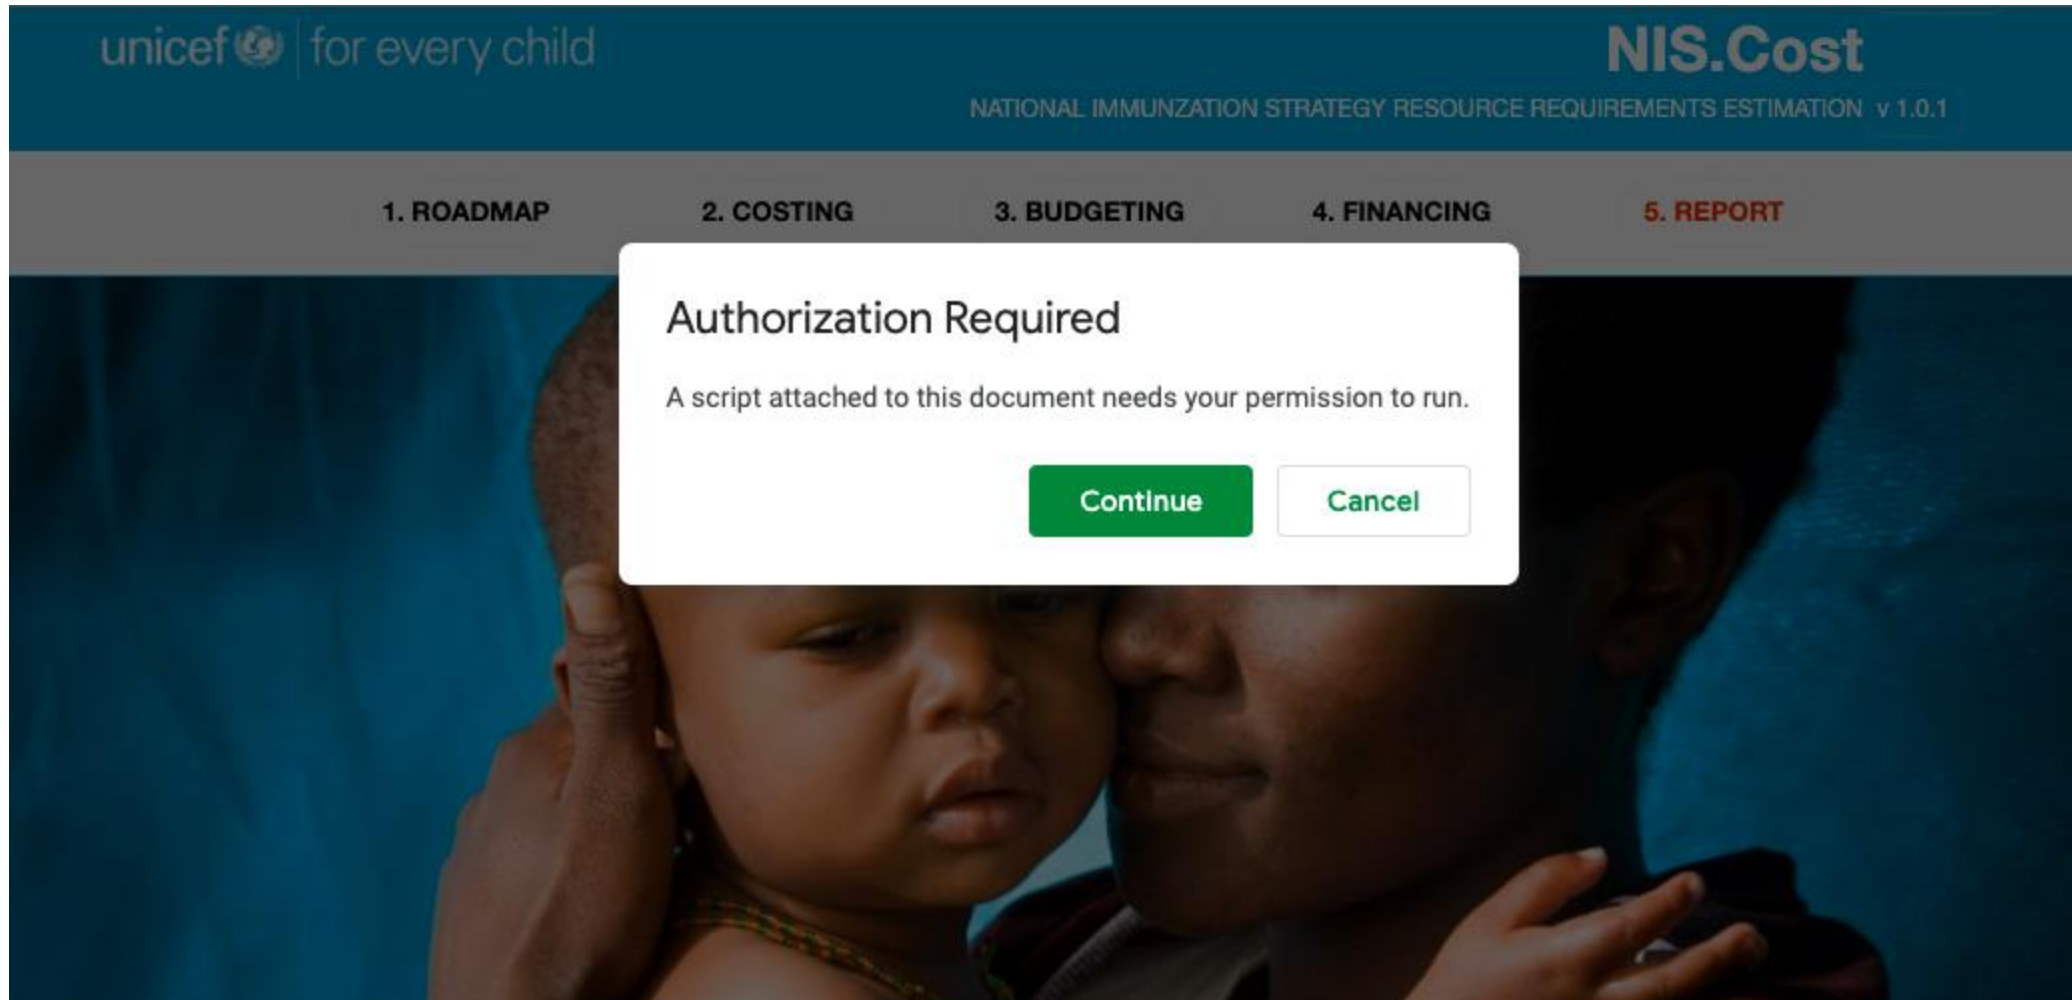 unicef for every child
NIS.Cost
NATIONAL IMMUNZATION STRATEGY RESOURCE REQUIREMENTS ESTIMATION v 1.0.1
1. ROADMAP 2. COSTING 3. BUDGETING 4. FINANCING 5. REPORT
Authorization Required
A script attached to this document needs your permission to run.
Continue Cancel